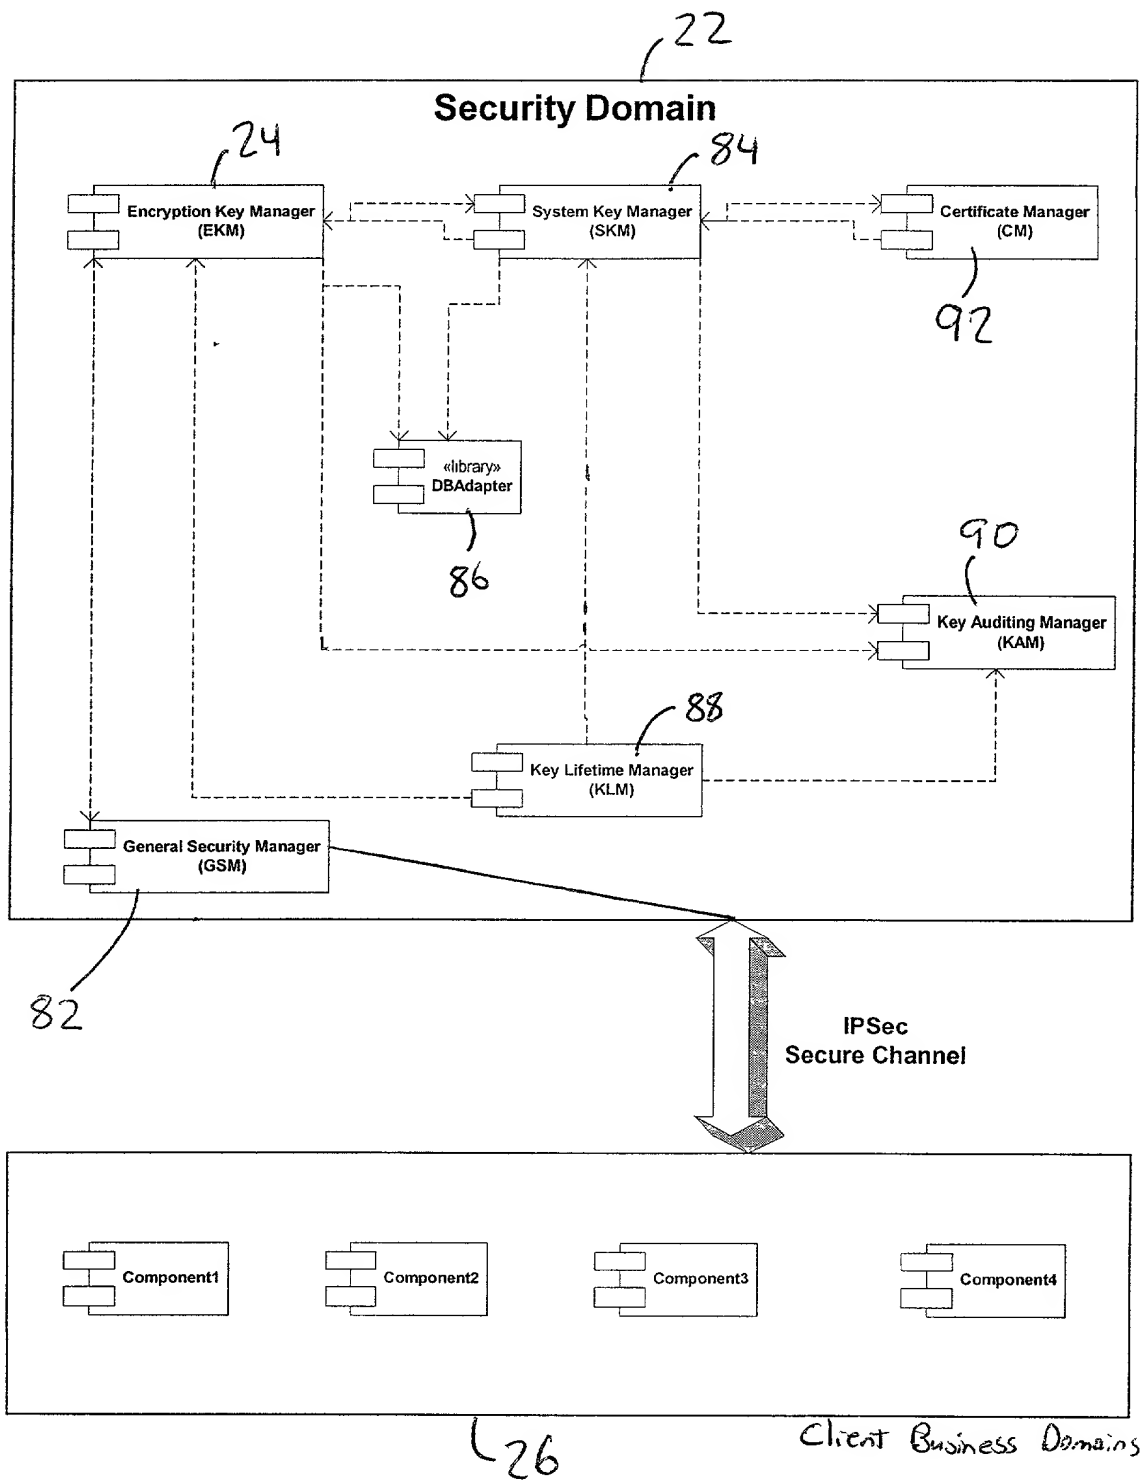 22
Security Domain
24
84
Encryption Key Manager
(EKM)
System Key Manager
(SKM)
Certificate Manager
(CM)
92
«library»
DBAdapter
86
90
Key Auditing Manager
(KAM)
88
Key Lifetime Manager
(KLM)
General Security Manager
(GSM)
82
IPSec
Secure Channel
Component1
Component2
Component3
Component4
26
Client Business Domains